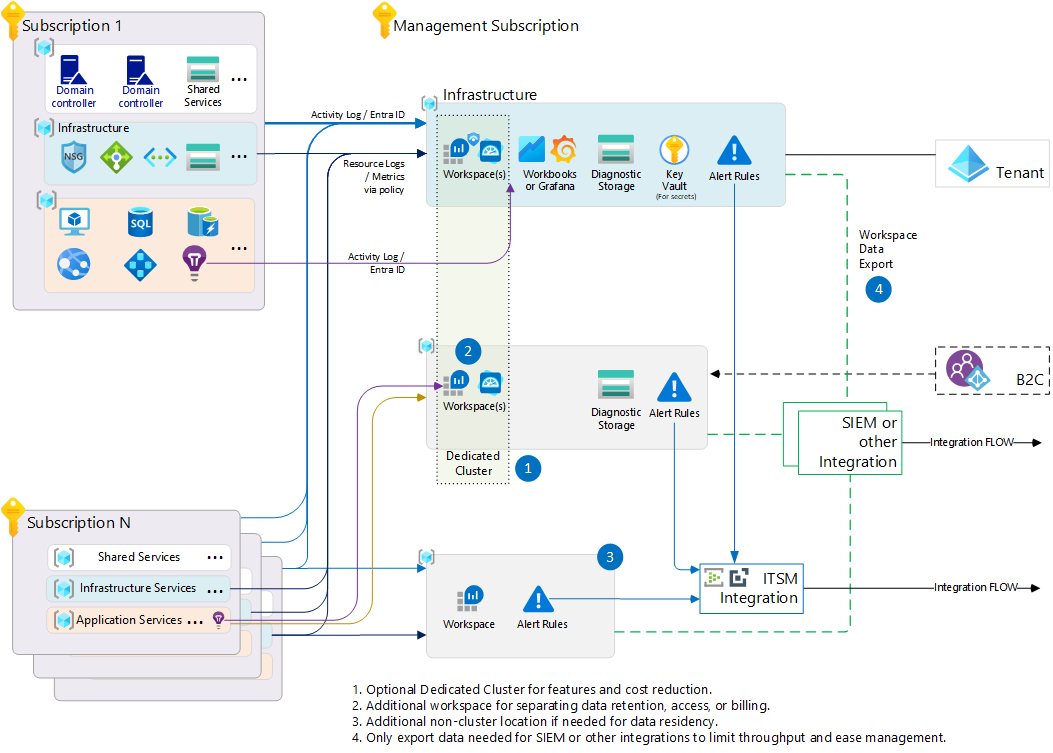 Subscription 1
Management Subscription
Domain
controller
Domain
controller
Shared
Services
...
Infrastructure
NSG
...
SQL
...
Activity Log / Entra ID
Resource Logs
/ Metrics
via policy
Activity Log /
Entra ID
Infrastructure
Workspace(s)
Workbooks
or Grafana
Diagnostic
Storage
Key
Vault
(For secrets)
Alert Rules
Tenant
Workspace
Data
Export
4
2
Workspace(s)
Diagnostic
Storage
Alert Rules
B2C
Dedicated
Cluster
1
SIEM or
other
Integration
Integration FLOW
Subscription N
Shared Services
...
Infrastructure Services
...
Application Services
...
3
Workspace
Alert Rules
ITSM
Integration
Integration FLOW
1. Optional Dedicated Cluster for features and cost reduction.
2. Additional workspace for separating data retention, access, or billing.
3. Additional non-cluster location if needed for data residency.
4. Only export data needed for SIEM or other integrations to limit throughput and ease management.